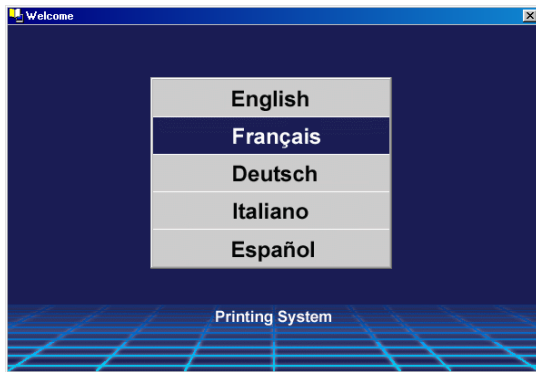 Welcome
English
Français
Deutsch
Italiano
Español
Printing System